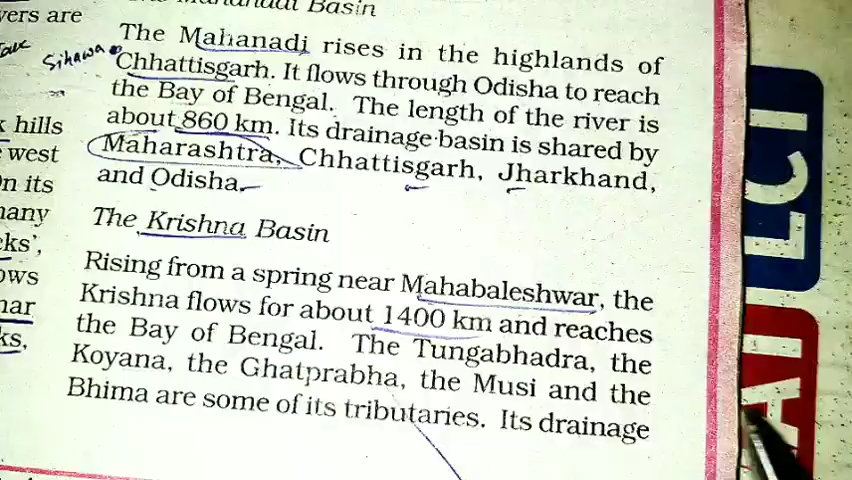 Basin
vers are
The Mahanadi rises in the highlands of
Sihawa
Chhattisgarh. It flows through Odisha to reach
the Bay of Bengal. The length of the river is
about 860 km. Its drainage basin is shared by
Maharashtra, Chhattisgarh, Jharkhand,
and Odisha.
k hills
west
n its
many
eks',
ows
nar
ks,
The Krishna Basin
Rising from a spring near Mahabaleshwar, the
Krishna flows for about 1400 km and reaches
the Bay of Bengal. The Tungabhadra, the
Koyana, the Ghatprabha, the Musi and the
Bhima are some of its tributaries. Its drainage
LCI